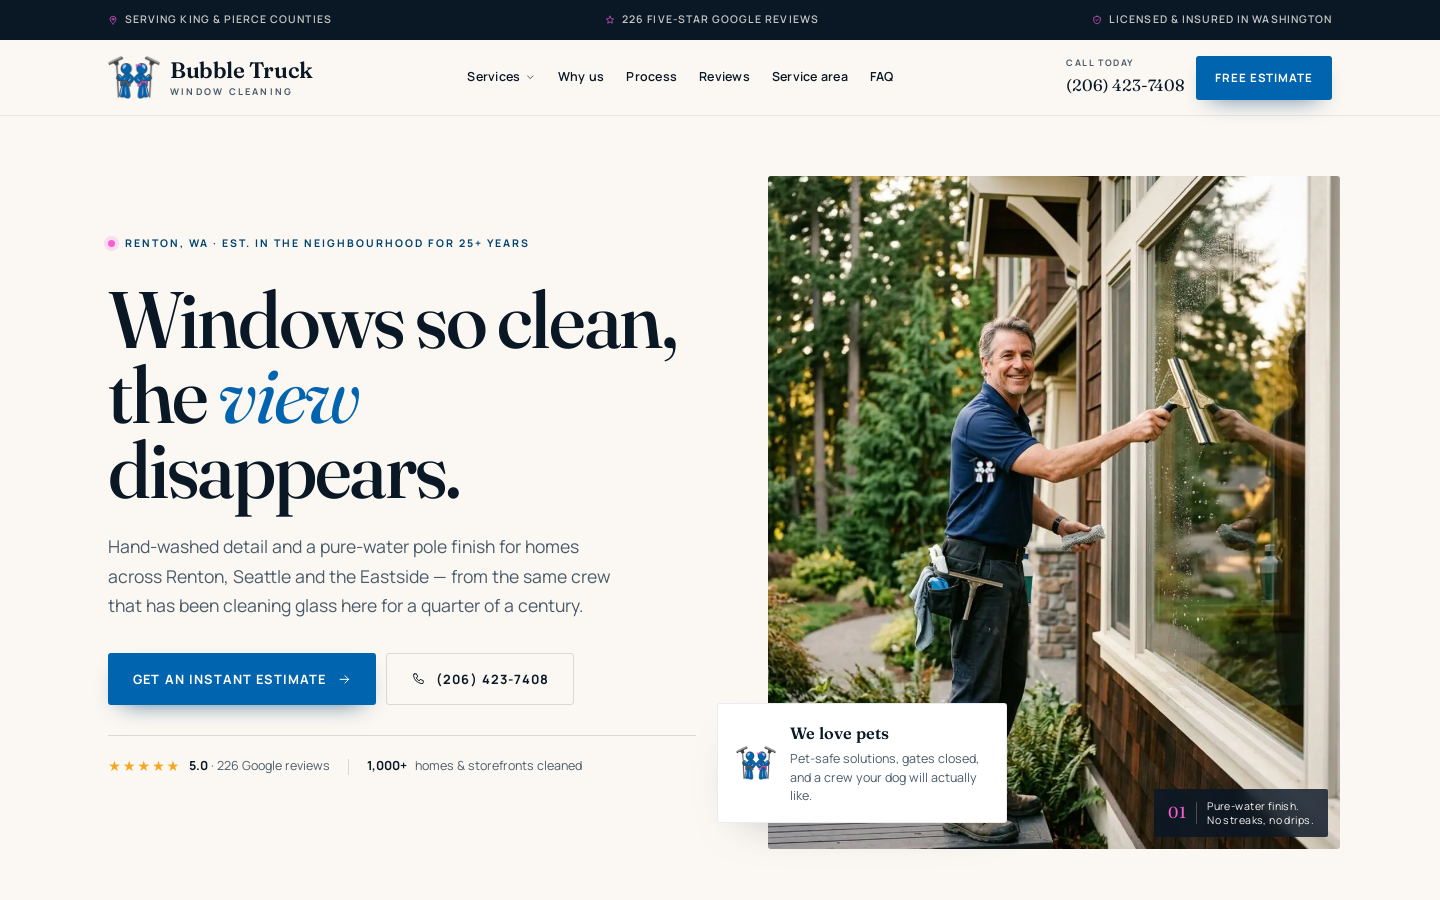 SERVING KING & PIERCE COUNTIES
226 FIVE-STAR GOOGLE REVIEWS
LICENSED & INSURED IN WASHINGTON
Bubble Truck
WINDOW CLEANING
Services
Why us
Process
Reviews
Service area
FAQ
CALL TODAY
(206) 423-7408
FREE ESTIMATE
RENTON, WA · EST. IN THE NEIGHBOURHOOD FOR 25+ YEARS
Windows so clean,
the view
disappears.
Hand-washed detail and a pure-water pole finish for homes
across Renton, Seattle and the Eastside — from the same crew
that has been cleaning glass here for a quarter of a century.
GET AN INSTANT ESTIMATE →
(206) 423-7408
★★★★★ 5.0 · 226 Google reviews
1,000+ homes & storefronts cleaned
We love pets
Pet-safe solutions, gates closed,
and a crew your dog will actually
like.
01
Pure-water finish.
No streaks, no drips.